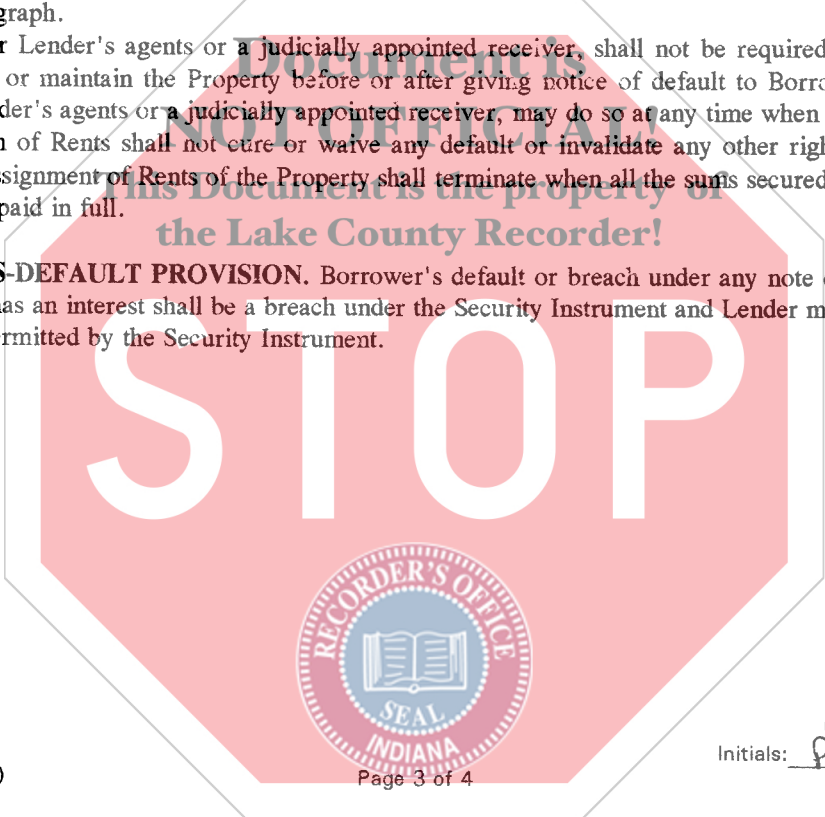 graph.
r Lender's agents or a judicially appointed receiver, shall not be required
Document is
or maintain the Property before or after giving notice of default to Borro
der's agents or a judicially appointed receiver, may do so at any time when
NOT OFFICIAL!
n of Rents shall not cure or waive any default or invalidate any other righ
ssignment of Rents of the Property shall terminate when all the sums secured
This Document is the property of
paid in full.
the Lake County Recorder!
S-DEFAULT PROVISION. Borrower's default or breach under any note
as an interest shall be a breach under the Security Instrument and Lender m
rmitted by the Security Instrument.
STOP
RECORDER'S OFFICE
SEAL
INDIANA
Initials:
)
Page 3 of 4